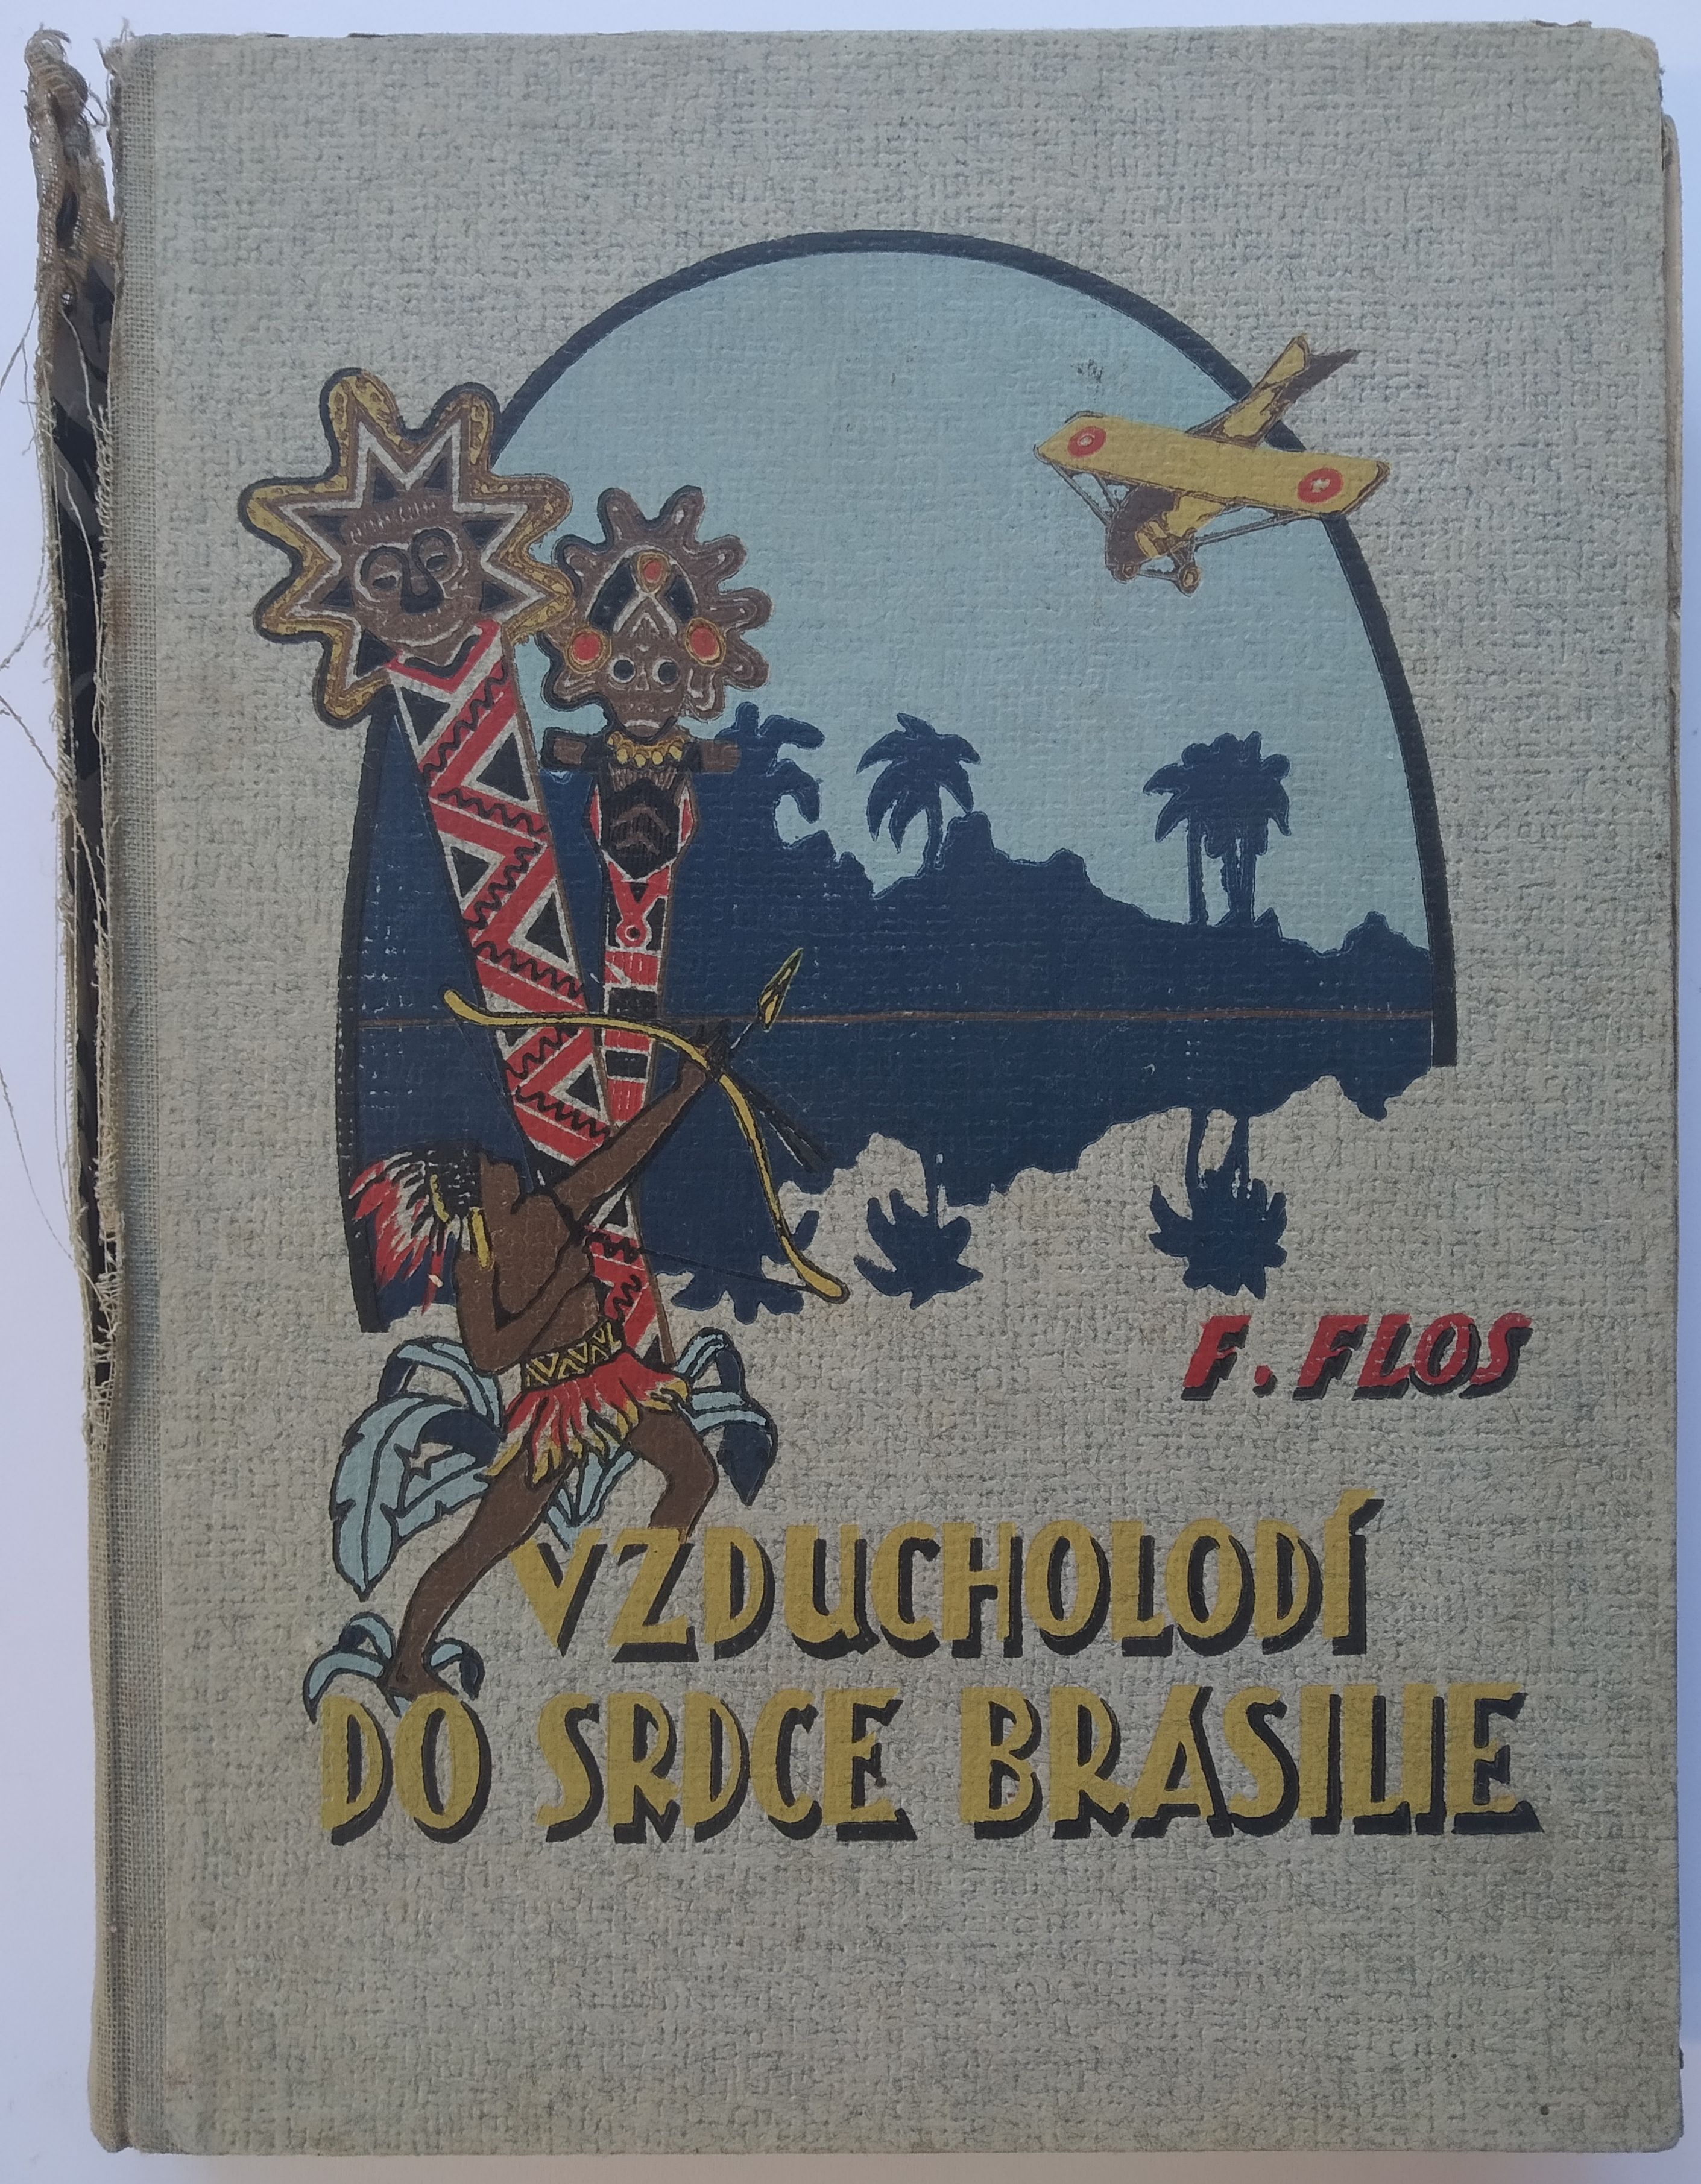 F. FLOS
VZDUCHOLODÍ
DO SRDCE BRASILIE